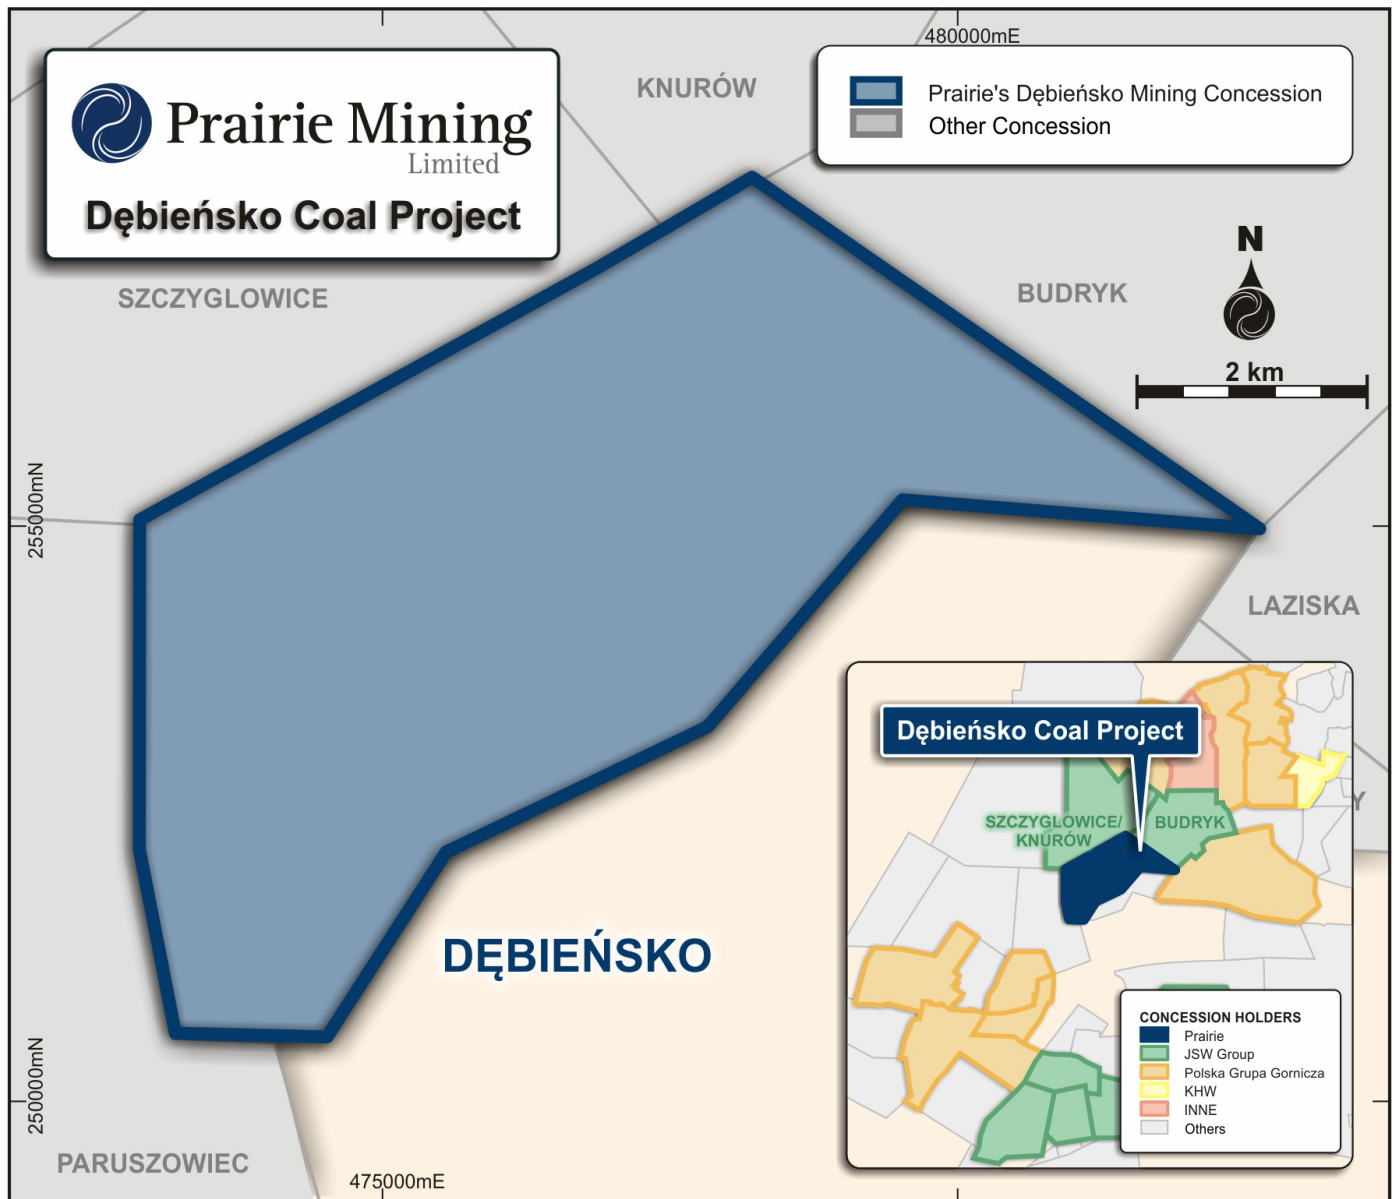 480000mE
Prairie Mining
Limited
Dębieńsko Coal Project
KNURÓW
Prairie's Dębieńsko Mining Concession
Other Concession
N
SZCZYGLOWICE
BUDRYK
2 km
255000mN
LAZISKA
Dębieńsko Coal Project
SZCZYGLOWICE/
KNURÓW
BUDRYK
Y
DĘBIEŃSKO
CONCESSION HOLDERS
Prairie
JSW Group
Polska Grupa Gornicza
KHW
INNE
Others
250000mN
PARUSZOWIEC
475000mE